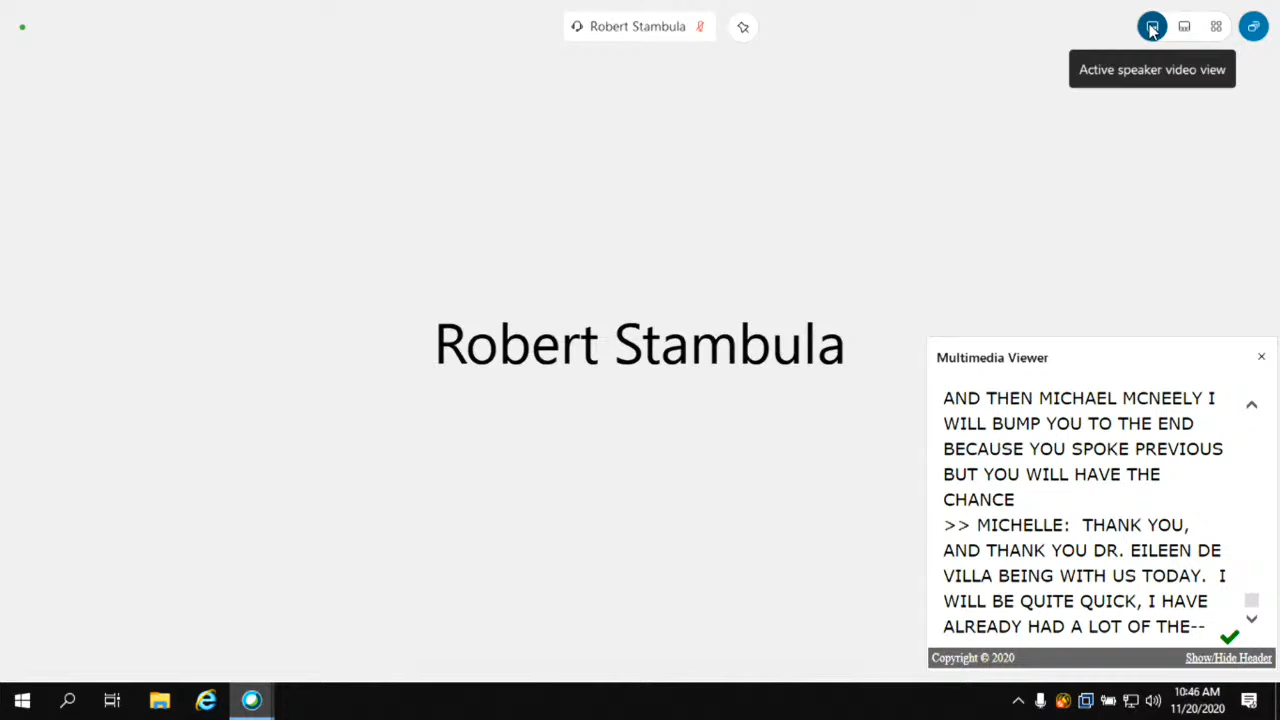 Robert Stambula
Active speaker video view
Robert Stambula
Multimedia Viewer
AND THEN MICHAEL MCNEELY I
WILL BUMP YOU TO THE END
BECAUSE YOU SPOKE PREVIOUS
BUT YOU WILL HAVE THE
CHANCE
>> MICHELLE:  THANK YOU,
AND THANK YOU DR. EILEEN DE
VILLA BEING WITH US TODAY.  I
WILL BE QUITE QUICK, I HAVE
ALREADY HAD A LOT OF THE--
Copyright © 2020
Show/Hide Header
10:46 AM
11/20/2020